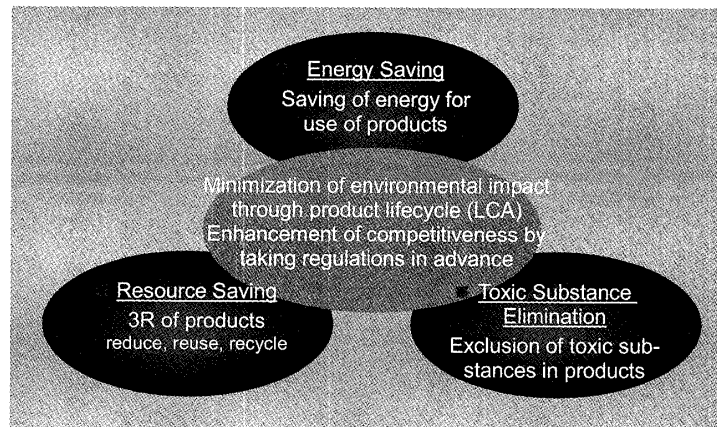 Energy Saving
Saving of energy for
use of products
Minimization of environmental impact
through product lifecycle (LCA)
Enhancement of competitiveness by
taking regulations in advance
Resource Saving
3R of products
reduce, reuse, recycle
Toxic Substance
Elimination
Exclusion of toxic sub-
stances in products